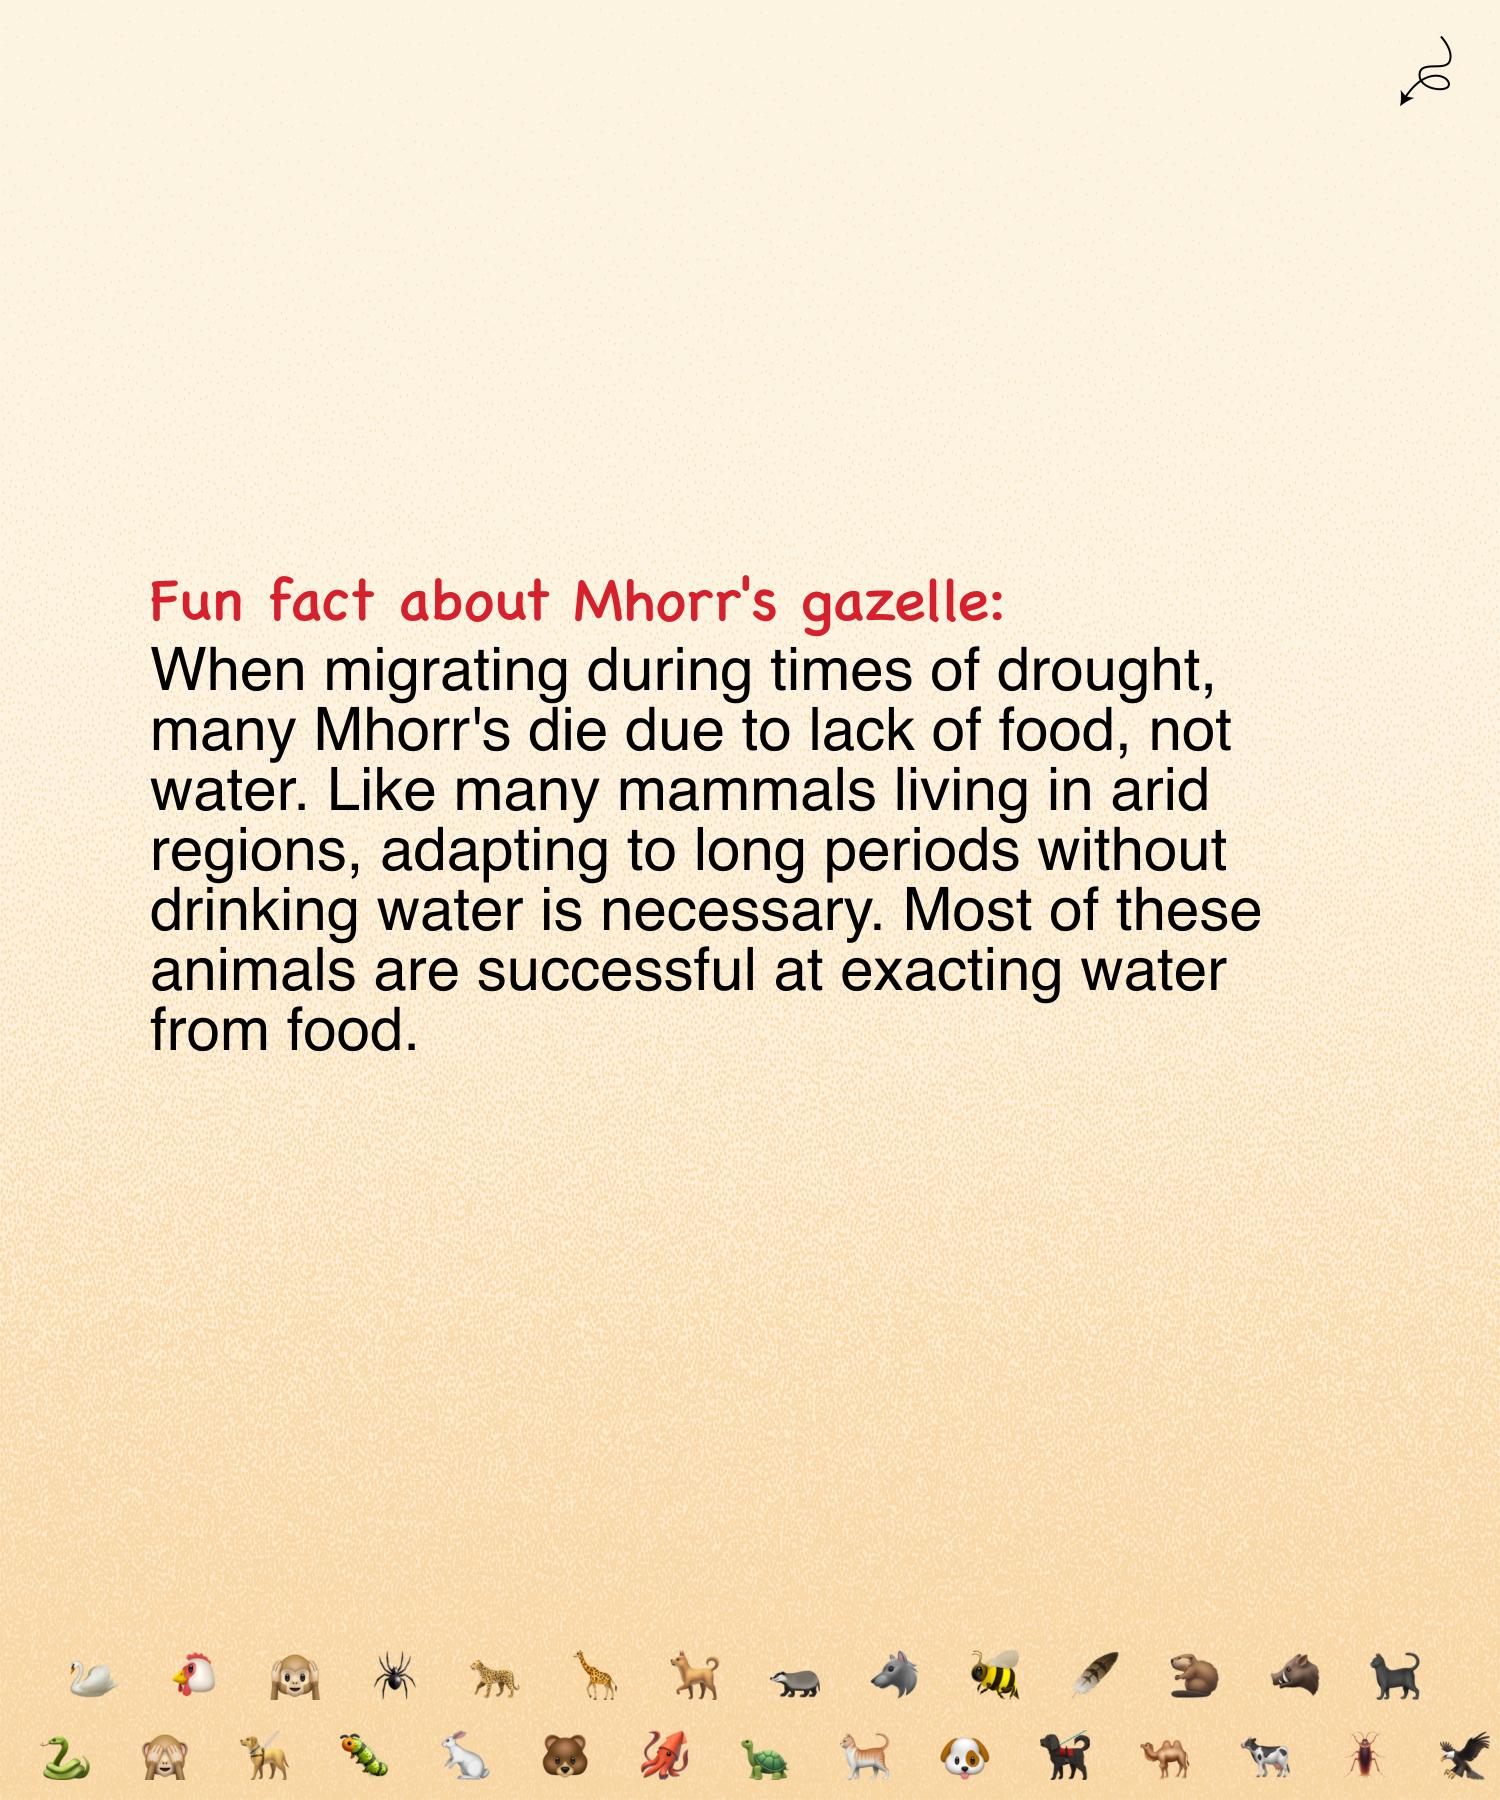 Fun fact about Mhorr's gazelle:
When migrating during times of drought,
many Mhorr's die due to lack of food, not
water. Like many mammals living in arid
regions, adapting to long periods without
drinking water is necessary. Most of these
animals are successful at exacting water
from food.